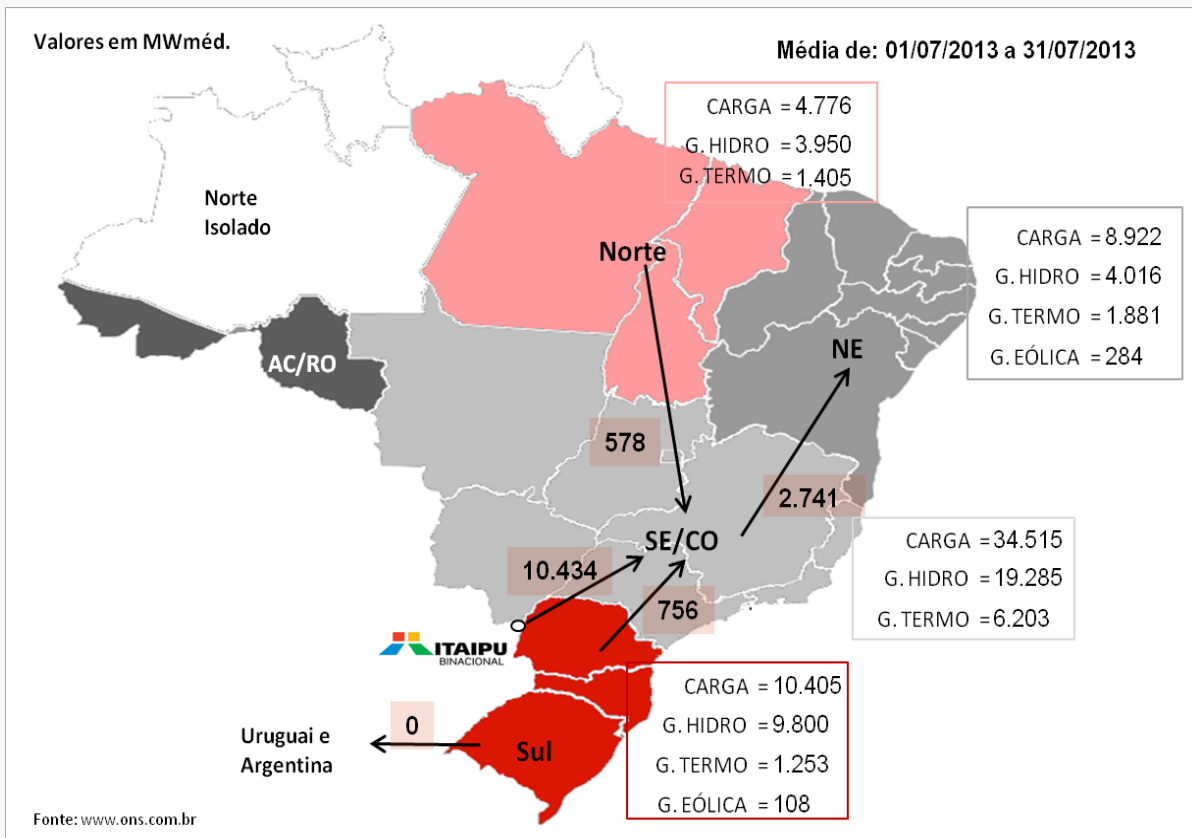 Valores em MWméd.
Média de: 01/07/2013 a 31/07/2013
CARGA = 4.776
G. HIDRO = 3.950
G. TERMO = 1.405
Norte
Isolado
Norte
CARGA = 8.922
G. HIDRO = 4.016
G. TERMO = 1.881
G. EÓLICA = 284
AC/RO
NE
578
2.741
SE/CO
CARGA = 34.515
G. HIDRO = 19.285
G. TERMO = 6.203
10.434
756
ITAIPU
BINACIONAL
CARGA = 10.405
G. HIDRO = 9.800
G. TERMO = 1.253
G. EÓLICA = 108
0
Uruguai e
Argentina
Sul
Fonte: www.ons.com.br